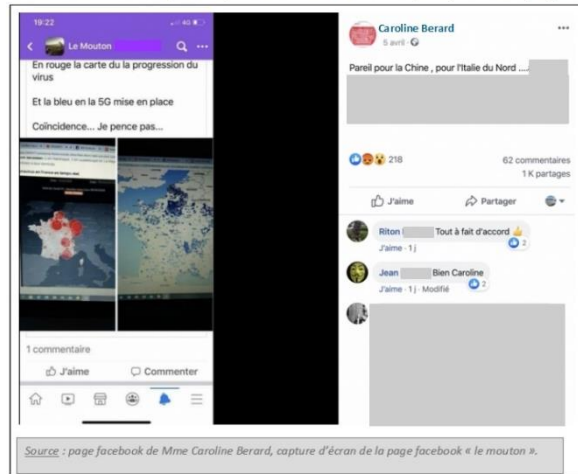 19:22
4G
Le Mouton
En rouge la carte du la progression du
virus
Et la bleu en la 5G mise en place
Coïncidence... Je pence pas...
1 commentaire
J'aime
Commenter
Caroline Berard
5 avril
Pareil pour la Chine , pour l'Italie du Nord ....
218
62 commentaires
1 K partages
J'aime
Partager
Riton
Tout à fait d'accord
2
J'aime · 1 j
Jean
Bien Caroline
2
J'aime · 1 j · Modifié
Source : page facebook de Mme Caroline Berard, capture d'écran de la page facebook « le mouton ».